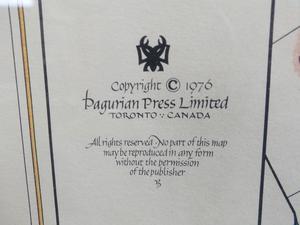 Copyright © 1976
Pagurian Press Limited
TORONTO · CANADA
All rights reserved. No part of this map
may be reproduced in any form
without the permission
of the publisher